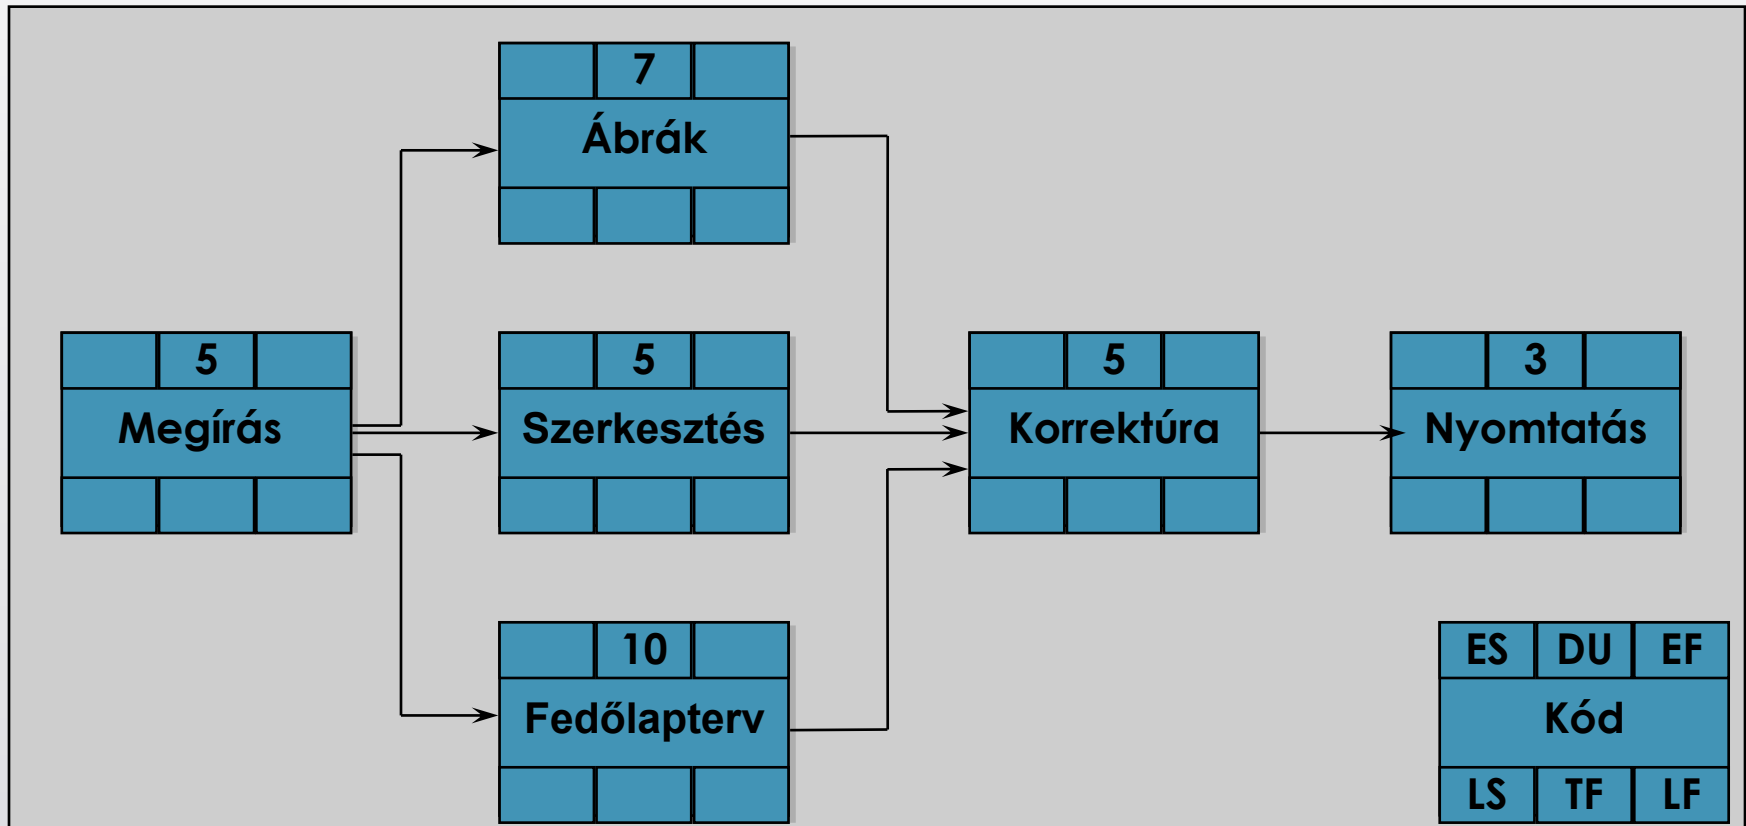 7
Ábrák
5
Megírás
5
Szerkesztés
5
Korrektúra
3
Nyomtatás
10
Fedőlapterv
ES DU EF
Kód
LS TF LF